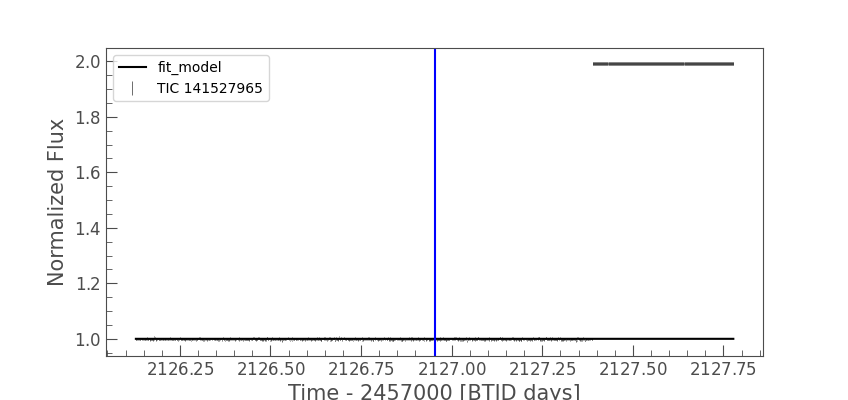 fit_model
TIC 141527965
Normalized Flux
2.0
1.8
1.6
1.4
1.2
1.0
2126.25 2126.50 2126.75 2127.00 2127.25 2127.50 2127.75
Time - 2457000 [BTJD days]